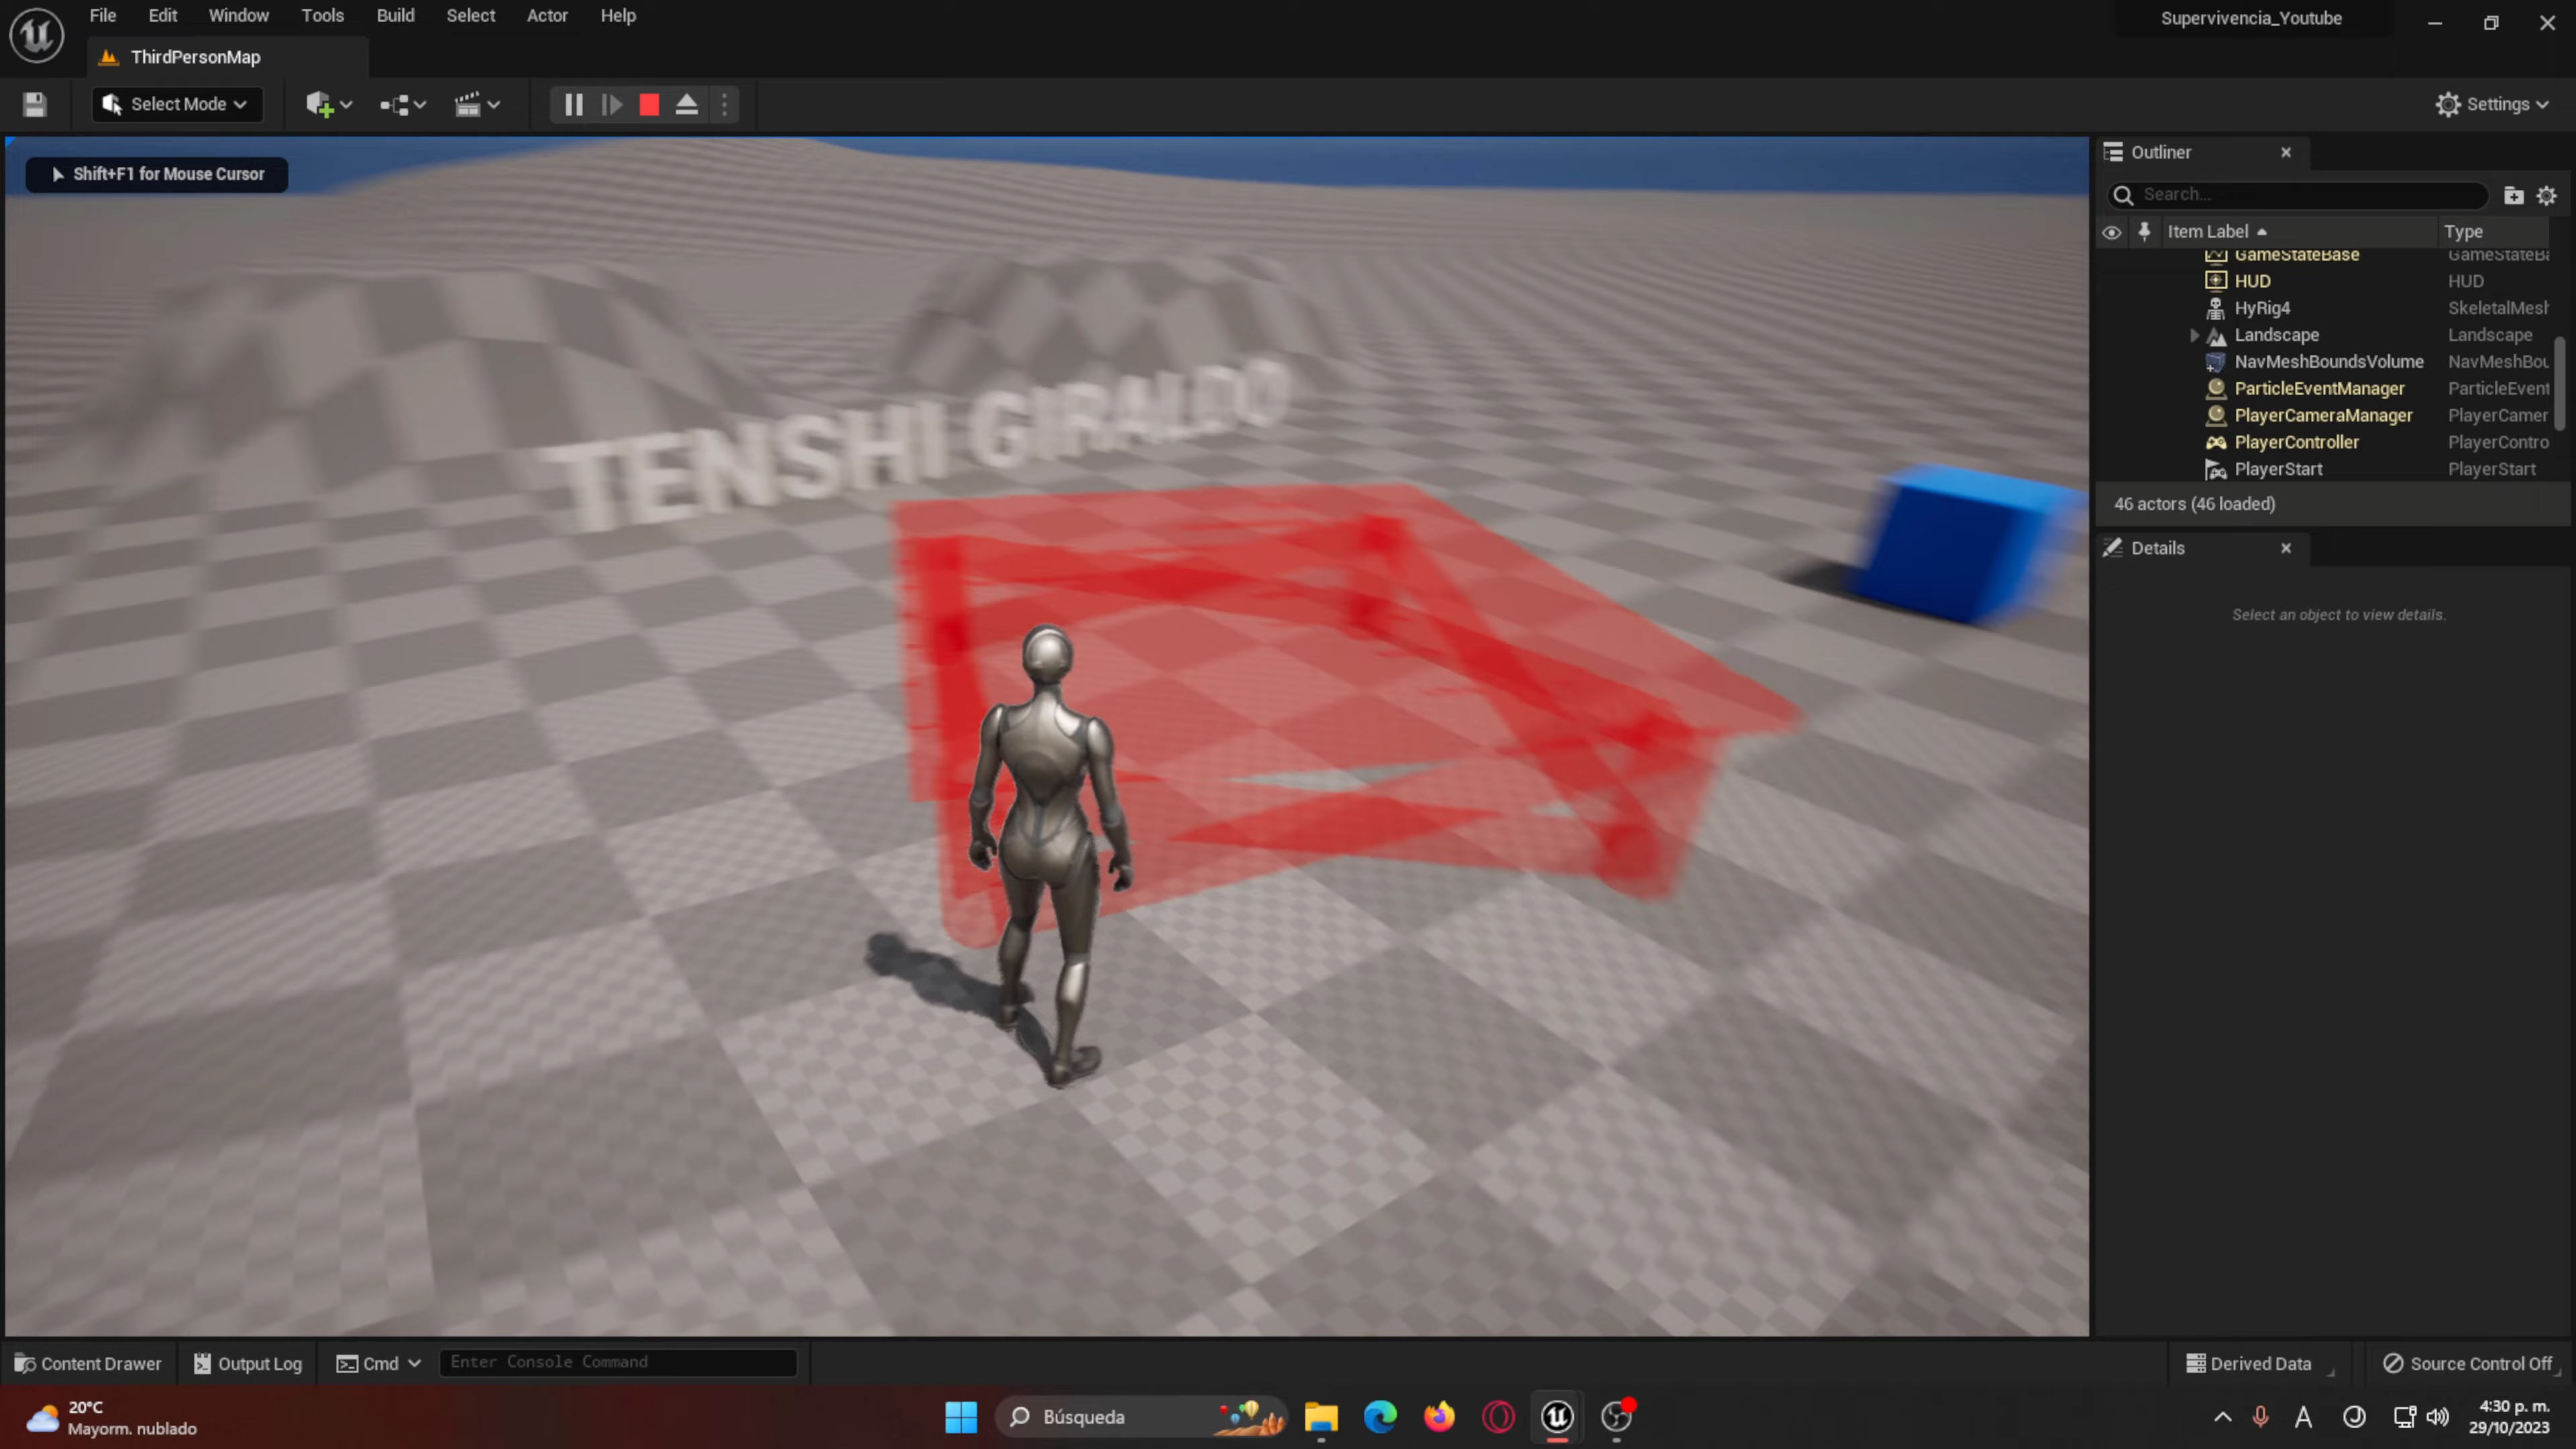 File Edit Window Tools Build Select Actor Help
Supervivencia_Youtube
ThirdPersonMap
Select Mode
Settings
Shift+F1 for Mouse Cursor
TENSHI GIRALDO
Outliner
Search...
Item Label Type
GameStateBase GameStateBa
HUD HUD
HyRig4 SkeletalMesh
Landscape Landscape
NavMeshBoundsVolume NavMeshBou
ParticleEventManager ParticleEvent
PlayerCameraManager PlayerCamer
PlayerController PlayerContro
PlayerStart PlayerStart
46 actors (46 loaded)
Details
Select an object to view details.
Content Drawer
Output Log
Cmd
Enter Console Command
Derived Data
Source Control Off
20°C
Mayorm. nublado
Búsqueda
A
4:30 p. m.
29/10/2023